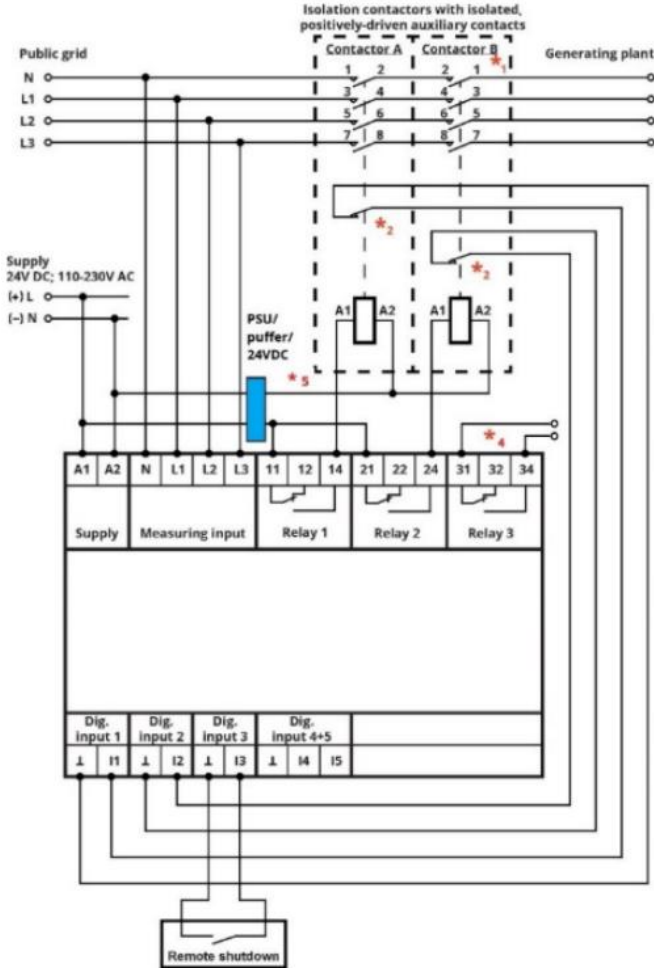 Isolation contactors with isolated,
positively-driven auxiliary contacts
Public grid
Contactor A
Contactor B
Generating plant
N
1 2
2 1
*1
L1
3 4
4 3
L2
5 6
6 5
L3
7 8
8 7
*2
*2
Supply
24V DC; 110-230V AC
(+) L
(-) N
PSU/
puffer/
24VDC
A1 A2
A1 A2
*5
*4
A1 A2 N L1 L2 L3 11 12 14 21 22 24 31 32 34
Supply Measuring input Relay 1 Relay 2 Relay 3
Dig.
input 1
Dig.
input 2
Dig.
input 3
Dig.
input 4+5
⊥ I1 ⊥ I2 ⊥ I3 ⊥ I4 I5
Remote shutdown